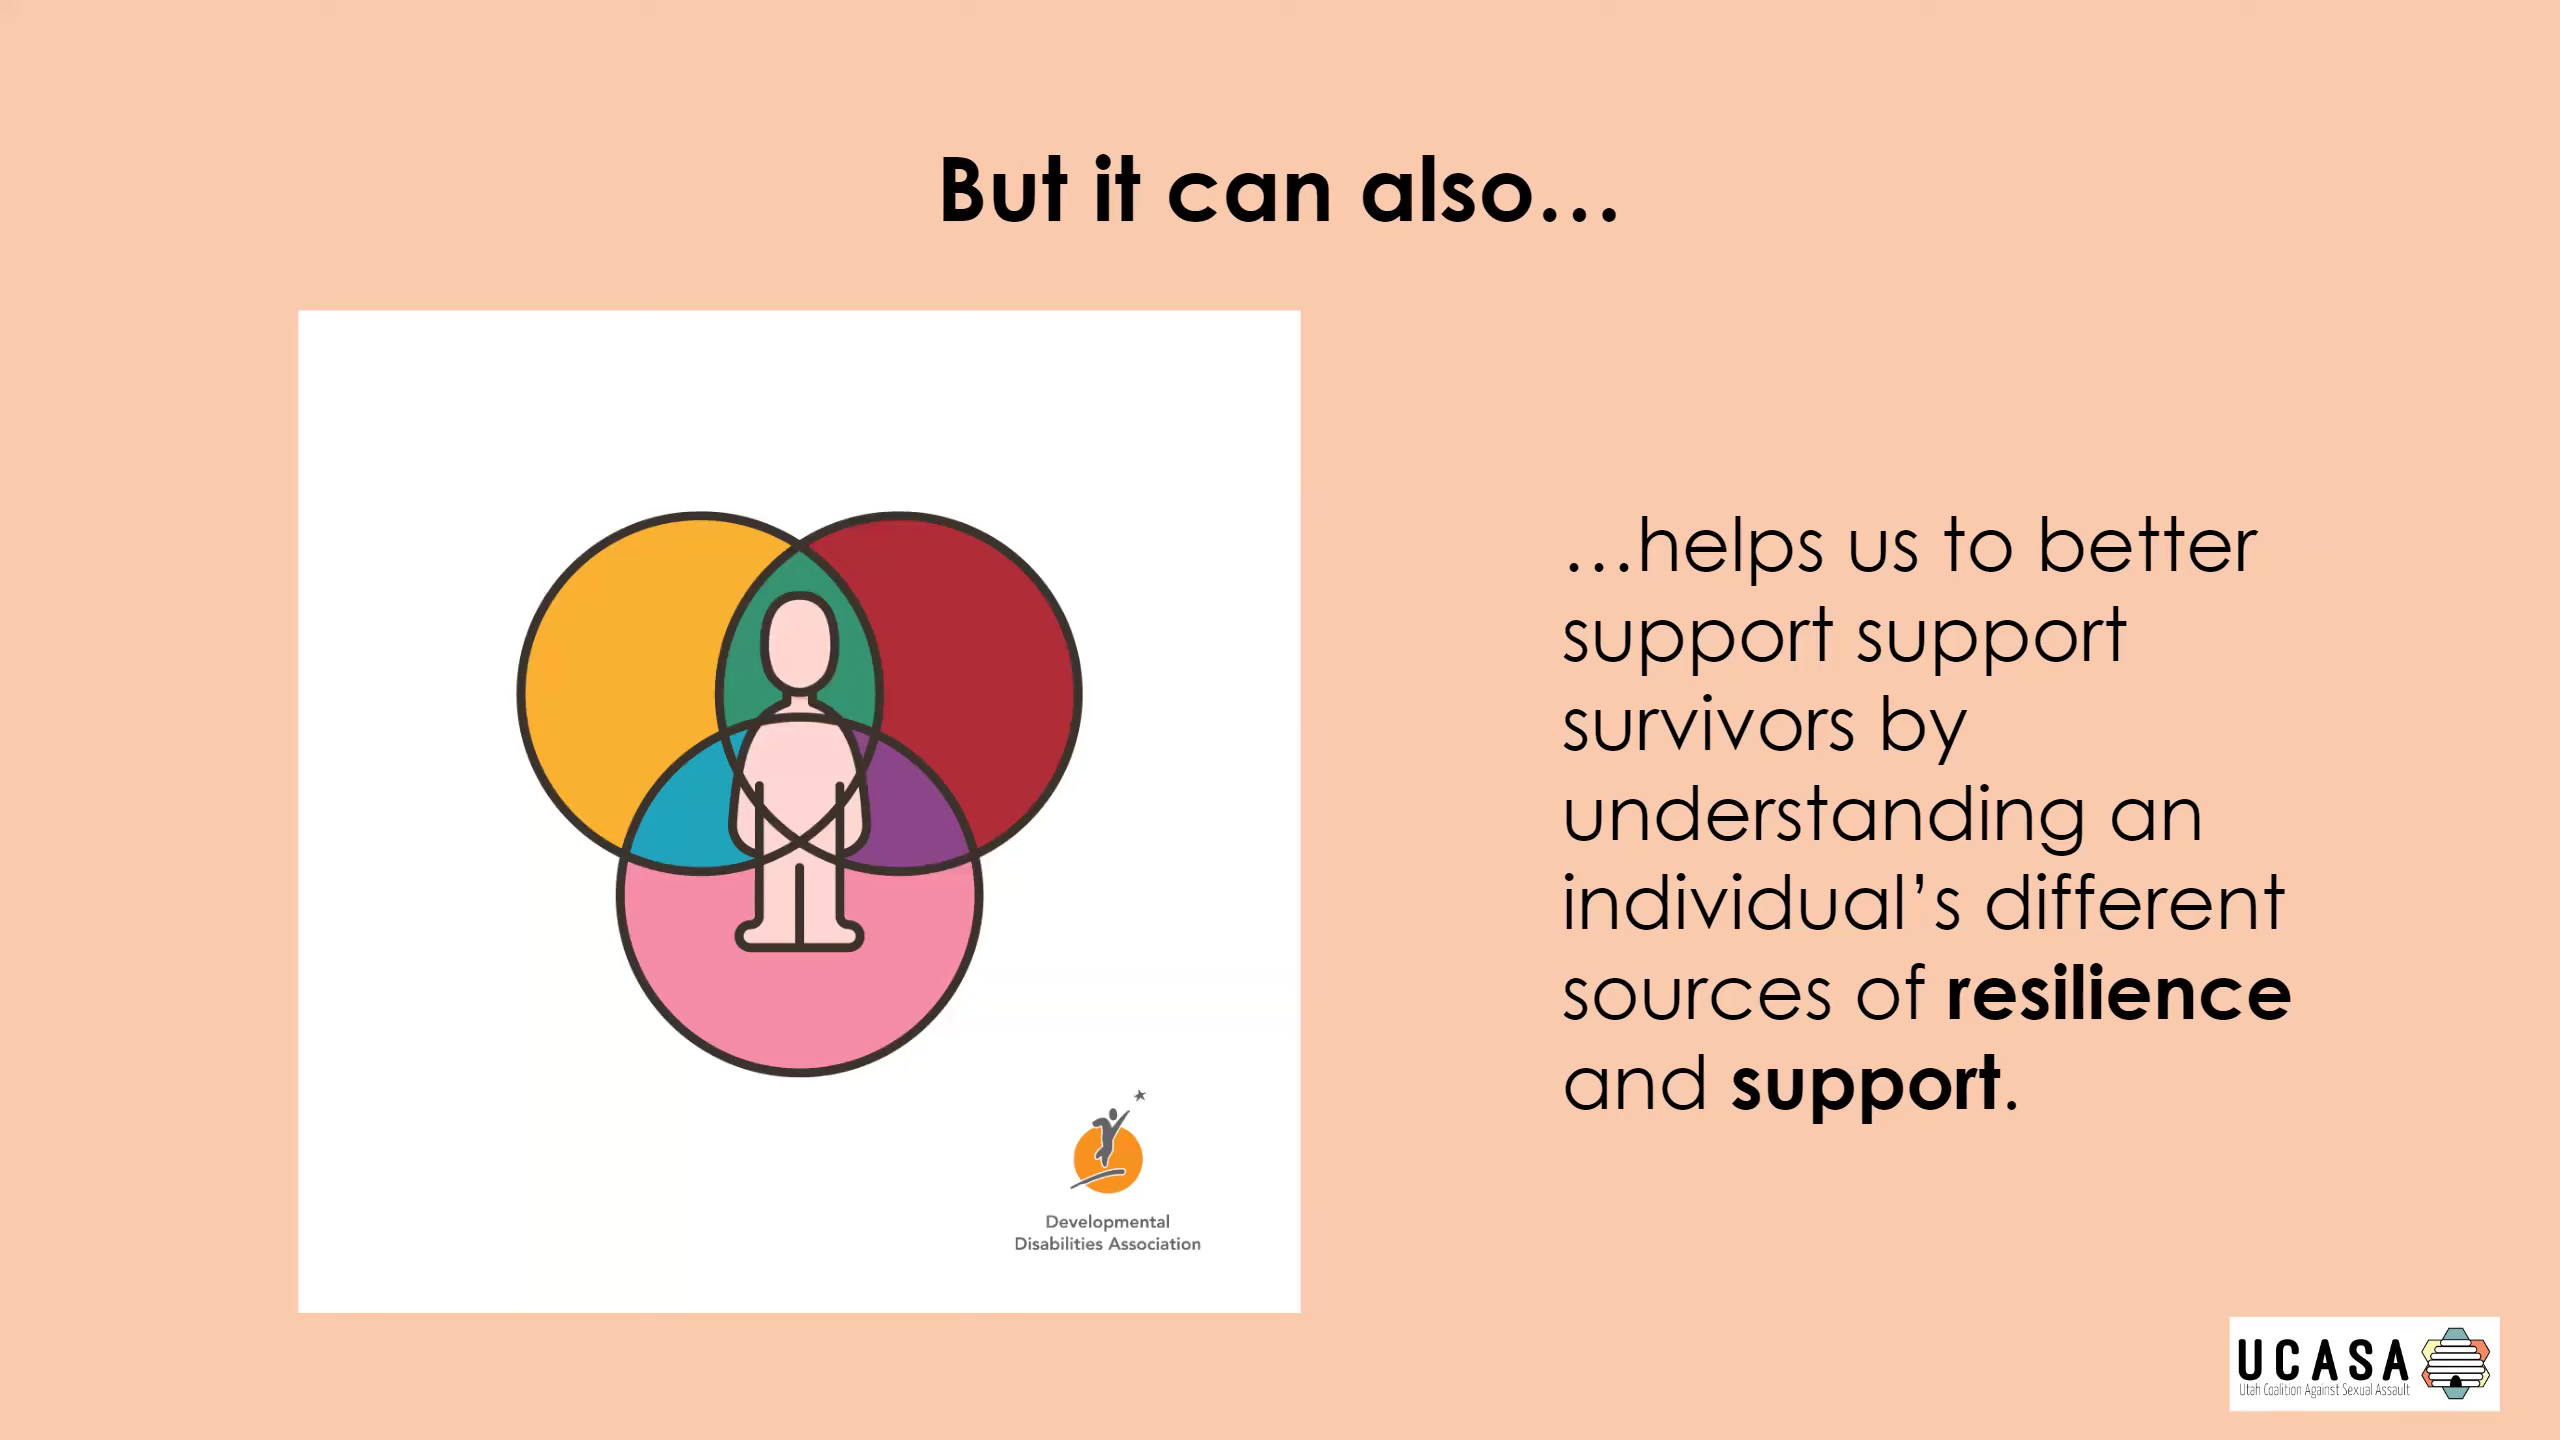 But it can also…
…helps us to better
support support
survivors by
understanding an
individual’s different
sources of resilience
and support.
Developmental
Disabilities Association
UCASA
Utah Coalition Against Sexual Assault